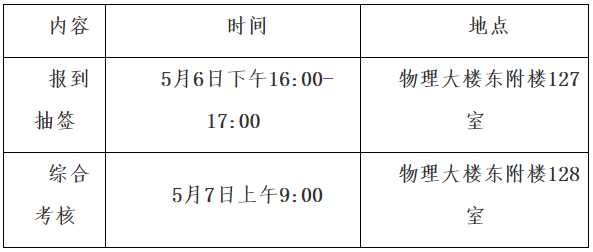 内容 时间 地点
报到 5月6日下午16:00- 物理大楼东附楼127
抽签 17:00 室
综合 5月7日上午9:00 物理大楼东附楼128
考核 室